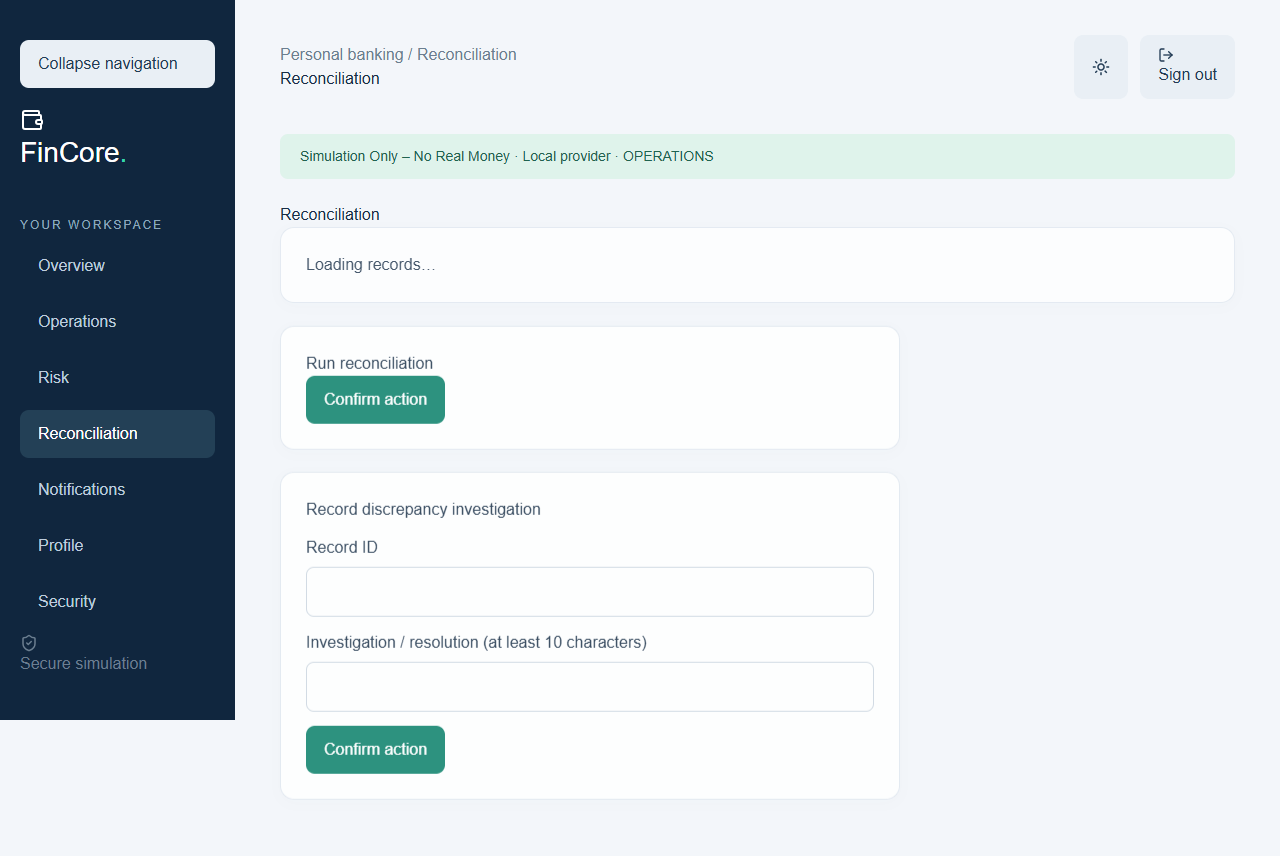 Collapse navigation
FinCore.
YOUR WORKSPACE
Overview
Operations
Risk
Reconciliation
Notifications
Profile
Security
Secure simulation
Personal banking / Reconciliation
Reconciliation
Sign out
Simulation Only – No Real Money · Local provider · OPERATIONS
Reconciliation
Loading records…
Run reconciliation
Confirm action
Record discrepancy investigation
Record ID
Investigation / resolution (at least 10 characters)
Confirm action